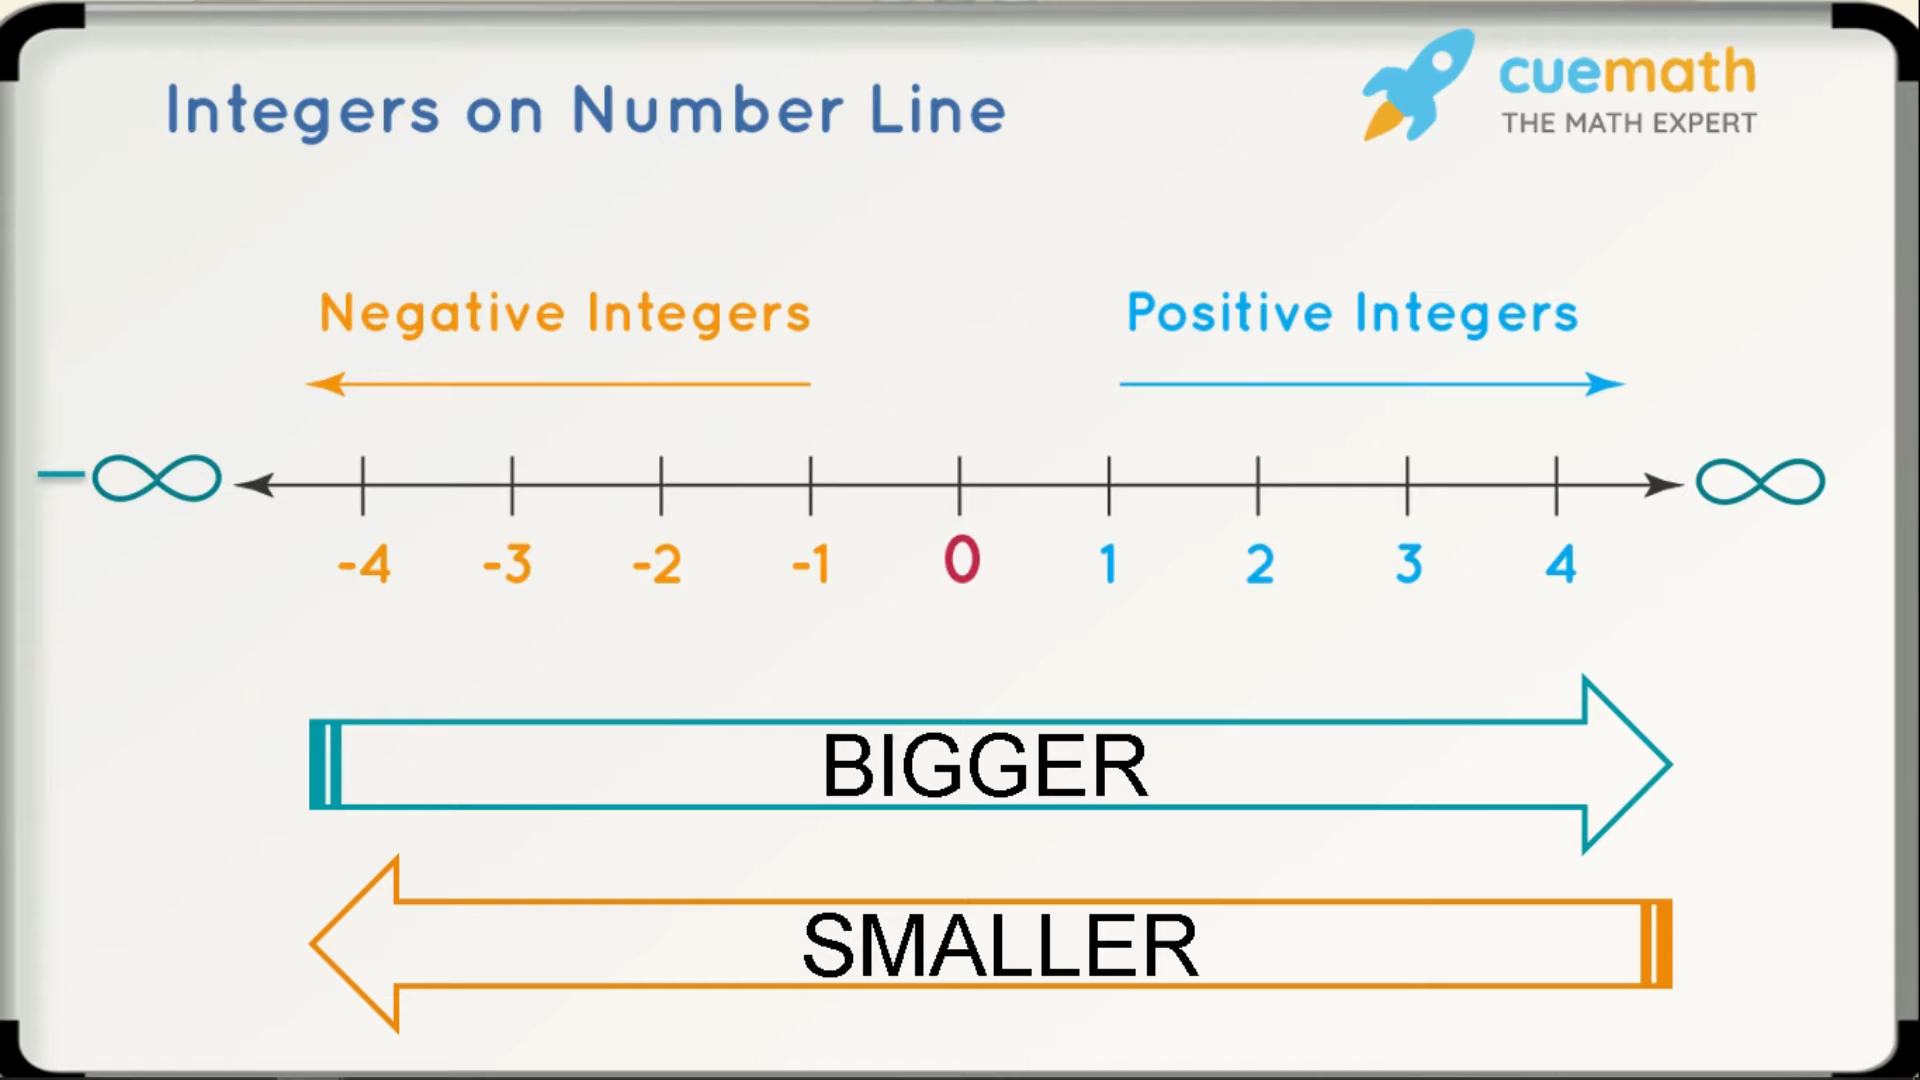 Integers on Number Line
cuemath
THE MATH EXPERT
Negative Integers
Positive Integers
−∞
∞
-4 -3 -2 -1 0 1 2 3 4
BIGGER
SMALLER